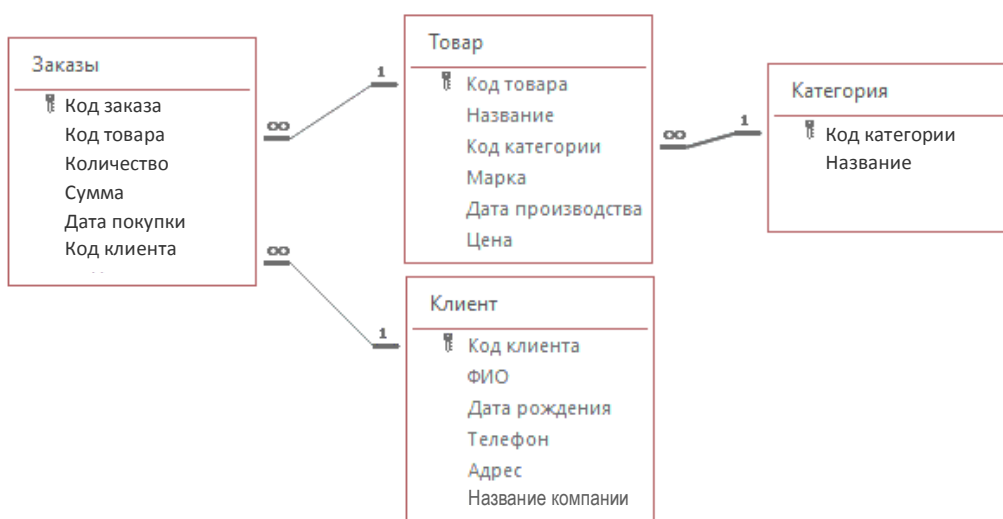 Заказы
Код заказа
Код товара
Количество
Сумма
Дата покупки
Код клиента
∞
1
∞
1
Товар
Код товара
Название
Код категории
Марка
Дата производства
Цена
∞
1
Категория
Код категории
Название
Клиент
Код клиента
ФИО
Дата рождения
Телефон
Адрес
Название компании